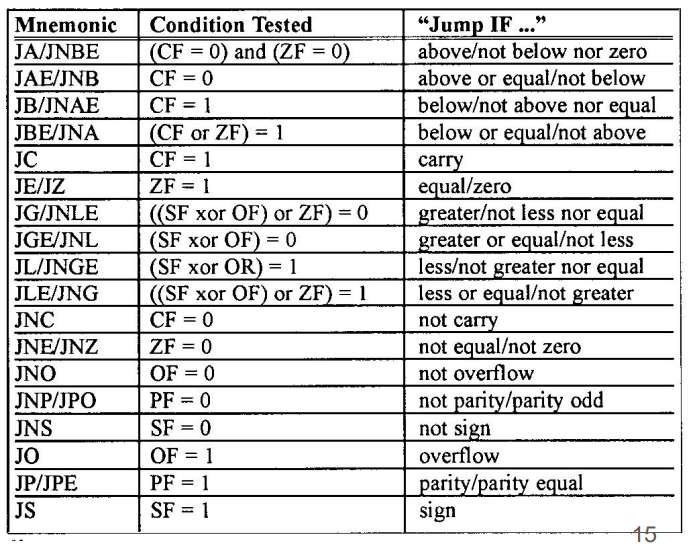 Mnemonic Condition Tested “Jump IF ...”
JA/JNBE (CF = 0) and (ZF = 0) above/not below nor zero
JAE/JNB CF = 0 above or equal/not below
JB/JNAE CF = 1 below/not above nor equal
JBE/JNA (CF or ZF) = 1 below or equal/not above
JC CF = 1 carry
JE/JZ ZF = 1 equal/zero
JG/JNLE ((SF xor OF) or ZF) = 0 greater/not less nor equal
JGE/JNL (SF xor OF) = 0 greater or equal/not less
JL/JNGE (SF xor OR) = 1 less/not greater nor equal
JLE/JNG ((SF xor OF) or ZF) = 1 less or equal/not greater
JNC CF = 0 not carry
JNE/JNZ ZF = 0 not equal/not zero
JNO OF = 0 not overflow
JNP/JPO PF = 0 not parity/parity odd
JNS SF = 0 not sign
JO OF = 1 overflow
JP/JPE PF = 1 parity/parity equal
JS SF = 1 sign
15